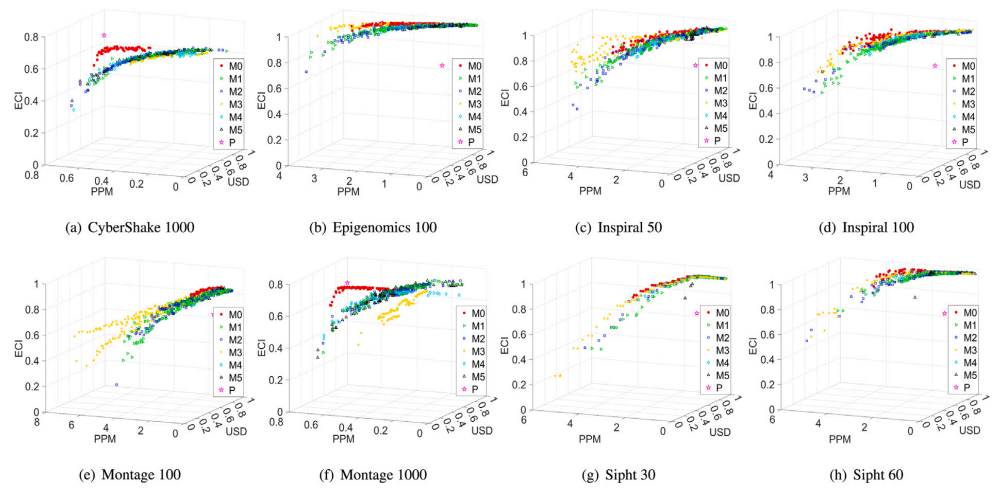 0.8
0.6
0.4
0.2
0
ECI
0.8
0.6
0.4
0.2
0
PPM
0
0.2
0.4
0.6
0.8
1
USD
M0
M1
M2
M3
M4
M5
P
(a) CyberShake 1000
1
0.8
0.6
0.4
0.2
0
ECI
4
3
2
1
0
PPM
0
0.2
0.4
0.6
0.8
1
USD
M0
M1
M2
M3
M4
M5
P
(b) Epigenomics 100
1
0.8
0.6
0.4
0.2
0
ECI
6
4
2
0
PPM
0
0.2
0.4
0.6
0.8
1
USD
M0
M1
M2
M3
M4
M5
P
(c) Inspiral 50
1
0.8
0.6
0.4
0.2
0
ECI
4
3
2
1
0
PPM
0
0.2
0.4
0.6
0.8
1
USD
M0
M1
M2
M3
M4
M5
P
(d) Inspiral 100
1
0.8
0.6
0.4
0.2
0
ECI
8
6
4
2
0
PPM
0
0.2
0.4
0.6
0.8
1
USD
M0
M1
M2
M3
M4
M5
P
(e) Montage 100
0.8
0.6
0.4
0.2
0
ECI
0.6
0.4
0.2
0
PPM
0
0.2
0.4
0.6
0.8
1
USD
M0
M1
M2
M3
M4
M5
P
(f) Montage 1000
1
0.8
0.6
0.4
0.2
0
ECI
6
4
2
0
PPM
0
0.2
0.4
0.6
0.8
1
USD
M0
M1
M2
M3
M4
M5
P
(g) Sipht 30
1
0.8
0.6
0.4
0.2
0
ECI
6
4
2
0
PPM
0
0.2
0.4
0.6
0.8
1
USD
M0
M1
M2
M3
M4
M5
P
(h) Sipht 60